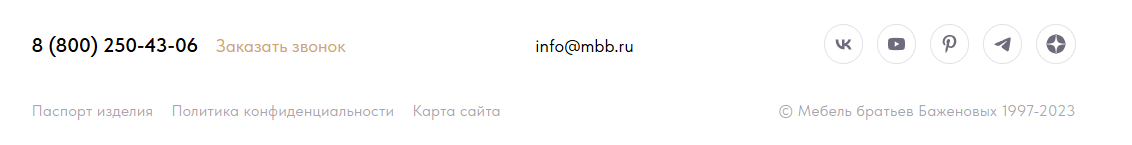 8 (800) 250-43-06 Заказать звонок info@mbb.ru
Паспорт изделия Политика конфиденциальности Карта сайта © Мебель братьев Баженовых 1997-2023